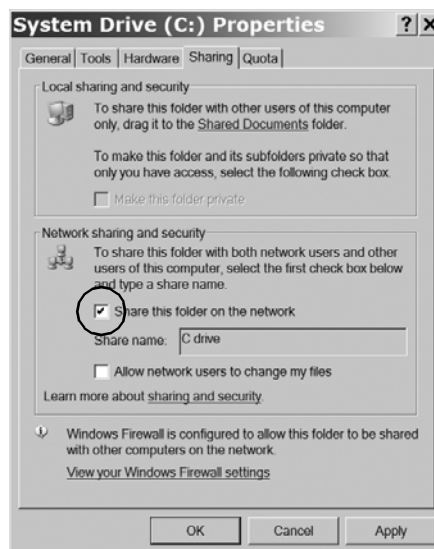 System Drive (C:) Properties ? X
General Tools Hardware Sharing Quota
Local sharing and security
To share this folder with other users of this computer
only, drag it to the Shared Documents folder.
To make this folder and its subfolders private so that
only you have access, select the following check box.
Make this folder private
Network sharing and security
To share this folder with both network users and other
users of this computer, select the first check box below
and type a share name.
Share this folder on the network
Share name: C drive
Allow network users to change my files
Learn more about sharing and security.
Windows Firewall is configured to allow this folder to be shared
with other computers on the network.
View your Windows Firewall settings
OK Cancel Apply